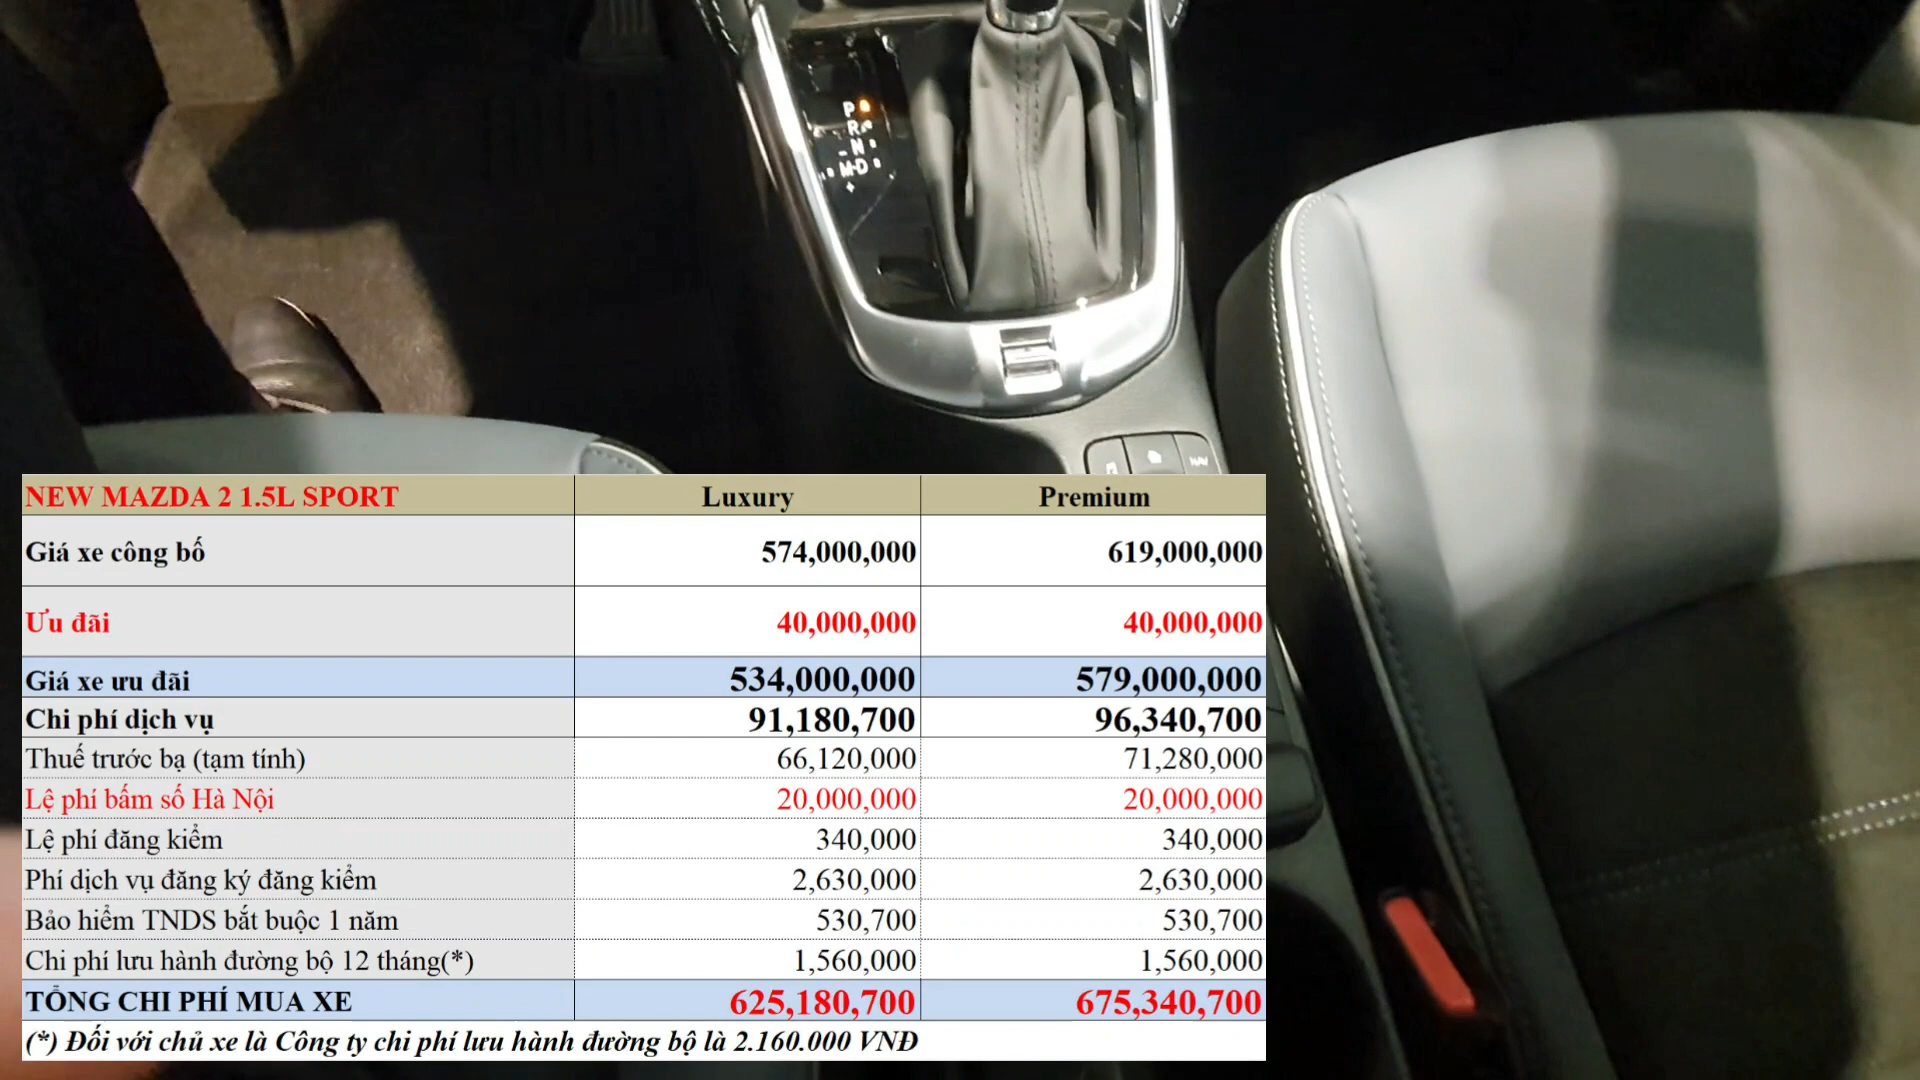 P
R
- N
M-D
+
NAV
NEW MAZDA 2 1.5L SPORT Luxury Premium
Giá xe công bố 574,000,000 619,000,000
Ưu đãi 40,000,000 40,000,000
Giá xe ưu đãi 534,000,000 579,000,000
Chi phí dịch vụ 91,180,700 96,340,700
Thuế trước bạ (tạm tính) 66,120,000 71,280,000
Lệ phí bấm số Hà Nội 20,000,000 20,000,000
Lệ phí đăng kiểm 340,000 340,000
Phí dịch vụ đăng ký đăng kiểm 2,630,000 2,630,000
Bảo hiểm TNDS bắt buộc 1 năm 530,700 530,700
Chi phí lưu hành đường bộ 12 tháng(*) 1,560,000 1,560,000
TỔNG CHI PHÍ MUA XE 625,180,700 675,340,700
(*) Đối với chủ xe là Công ty chi phí lưu hành đường bộ là 2.160.000 VNĐ